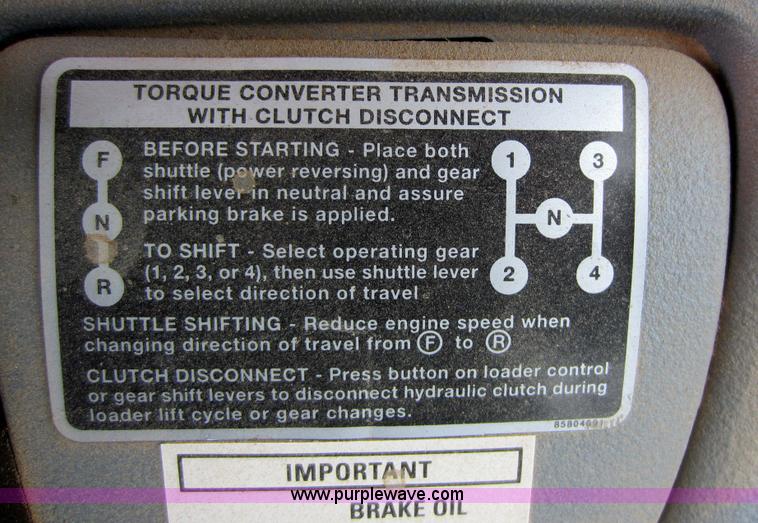 TORQUE CONVERTER TRANSMISSION
WITH CLUTCH DISCONNECT
F
N
R
BEFORE STARTING - Place both
shuttle (power reversing) and gear
shift lever in neutral and assure
parking brake is applied.
TO SHIFT - Select operating gear
(1, 2, 3, or 4), then use shuttle lever
to select direction of travel
1 3
N
2 4
SHUTTLE SHIFTING - Reduce engine speed when
changing direction of travel from F to R
CLUTCH DISCONNECT - Press button on loader control
or gear shift levers to disconnect hydraulic clutch during
loader lift cycle or gear changes.
IMPORTANT
www.purplewave.com
BRAKE OIL